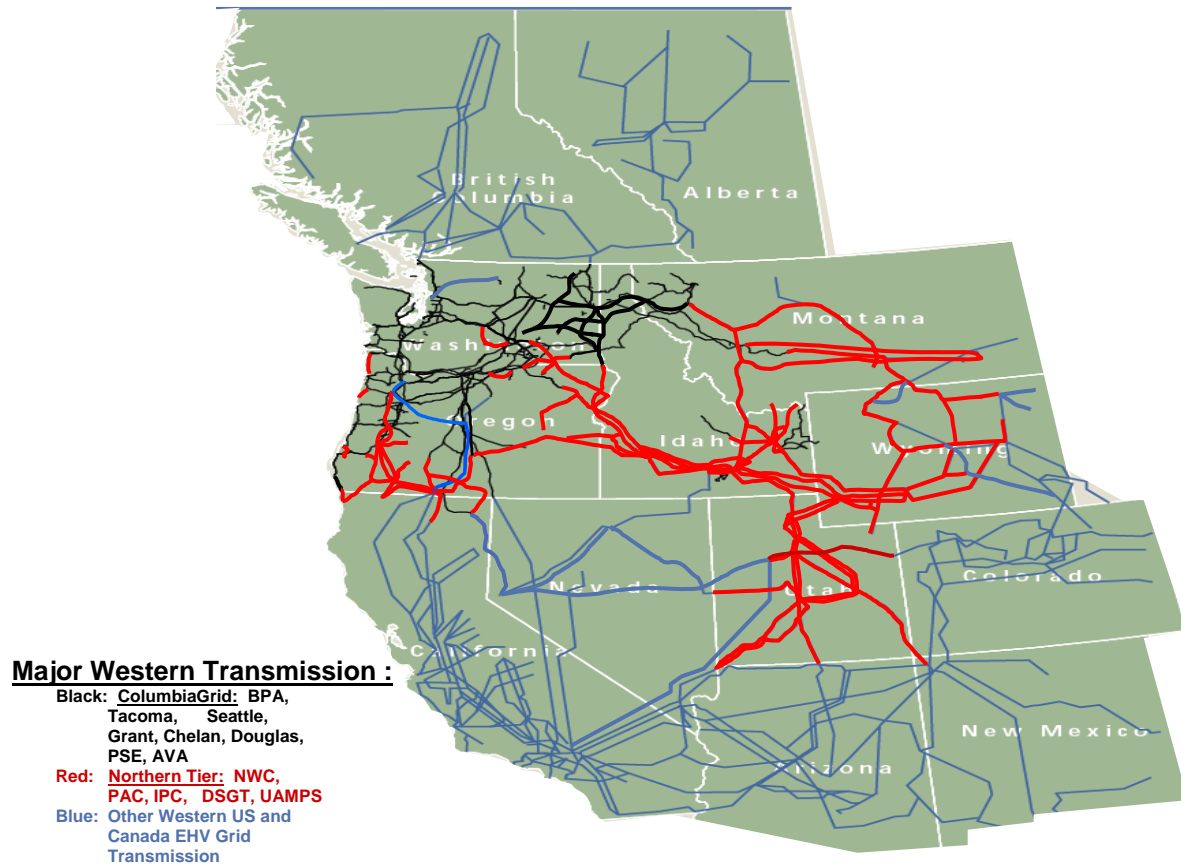 British
Columbia
Alberta
Montana
Washington
Oregon
Idaho
Wyoming
Nevada
Utah
Colorado
California
Arizona
New Mexico
Major Western Transmission :
Black: ColumbiaGrid: BPA,
Tacoma, Seattle,
Grant, Chelan, Douglas,
PSE, AVA
Red: Northern Tier: NWC,
PAC, IPC, DSGT, UAMPS
Blue: Other Western US and
Canada EHV Grid
Transmission